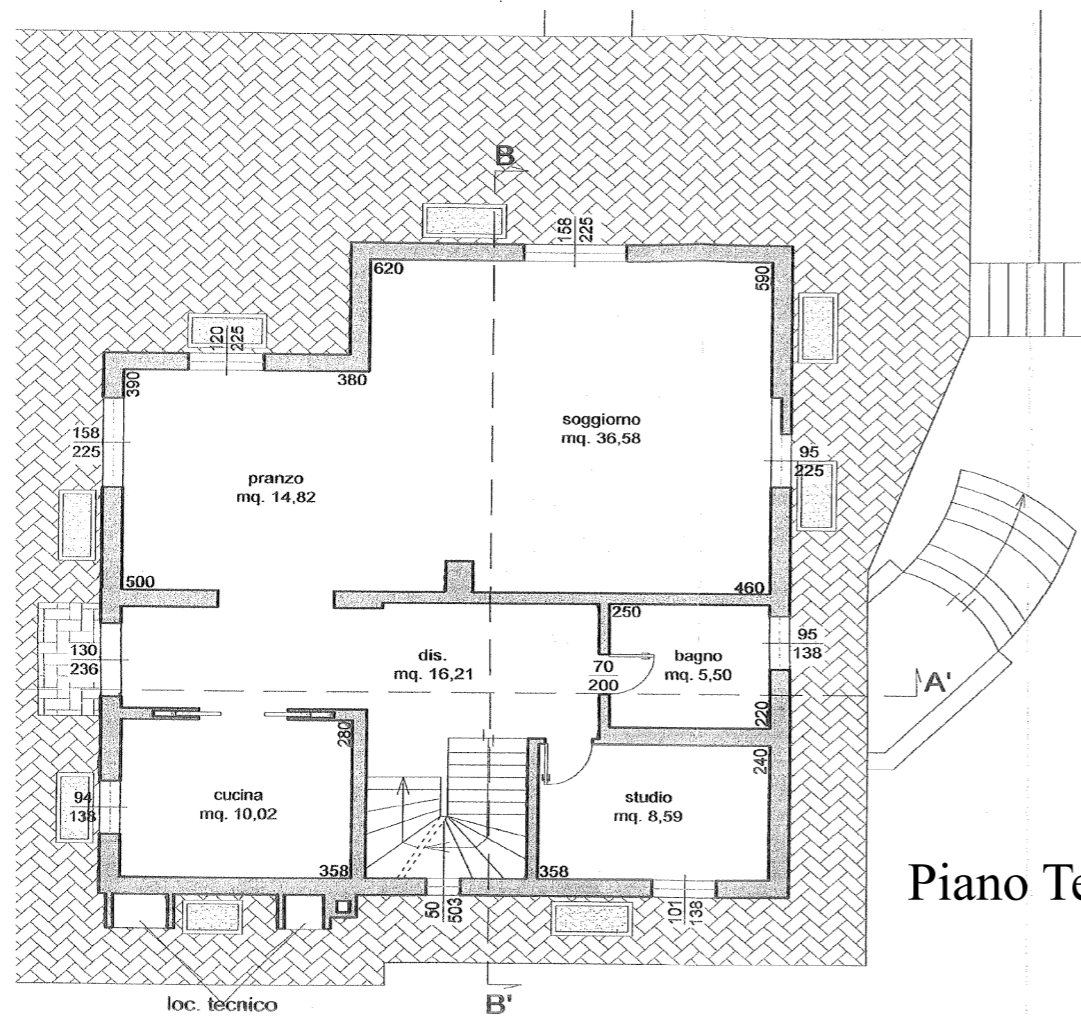 B
158
225
620
590
120
225
390
380
soggiorno
mq. 36,58
158
225
95
225
pranzo
mq. 14,82
500
460
250
130
236
dis.
mq. 16,21
70
200
bagno
mq. 5,50
95
138
A'
220
280
240
94
138
cucina
mq. 10,02
studio
mq. 8,59
358
358
50
503
101
138
Piano Te
loc. tecnico
B'